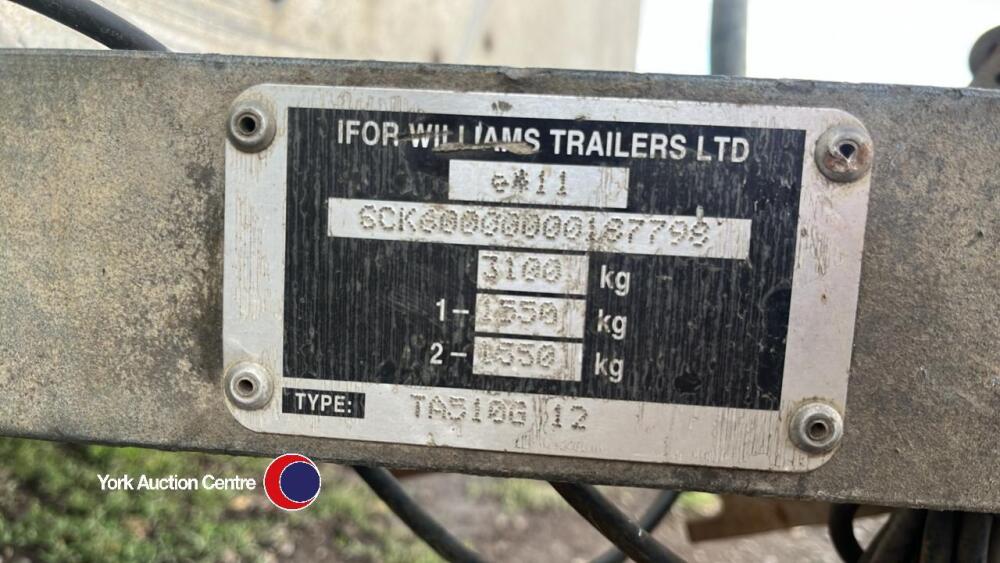 IFOR WILLIAMS TRAILERS LTD
e*11
3100 kg
1- 1550 kg
2- 1550 kg
TYPE: TA510G 12
York Auction Centre